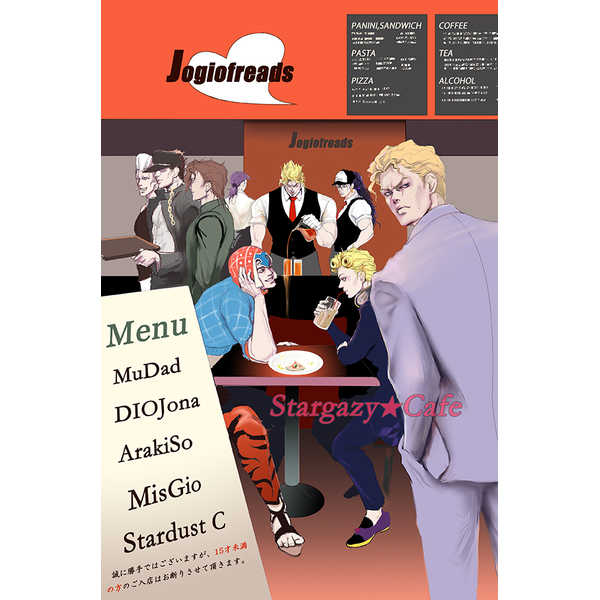 Jogiofreads
PANINI,SANDWICH
PASTA
PIZZA
COFFEE
TEA
ALCOHOL
Jogiofreads
Menu
MuDad
DIOJona
ArakiSo
MisGio
Stardust C
Stargazy★Cafe
誠に勝手ではございますが、15才未満
の方のご入店はお断りさせて頂きます。